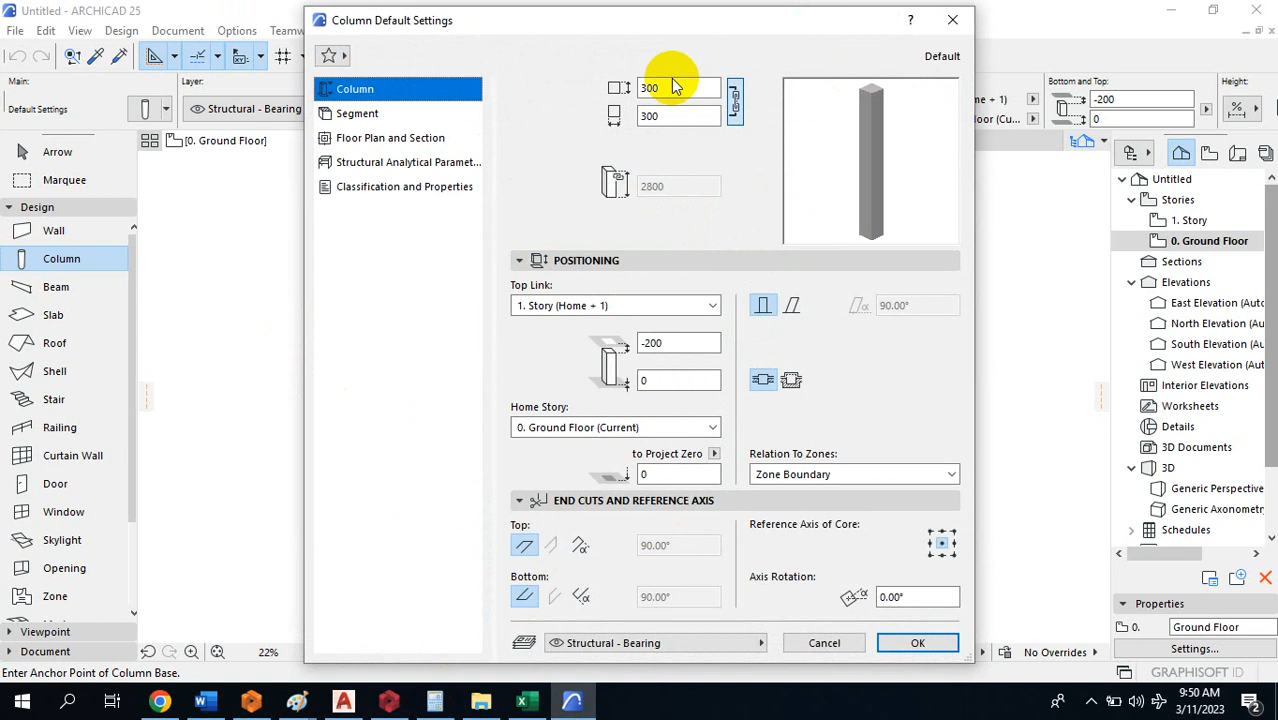 Untitled - ARCHICAD 25
File
Edit
View
Design
Document
Options
Teamw
Main:
Default Settings
Layer:
Structural - Bearing
[0. Ground Floor]
Arrow
Marquee
Design
Wall
Column
Beam
Slab
Roof
Shell
Stair
Railing
Curtain Wall
Door
Window
Skylight
Opening
Zone
Viewpoint
Document
22%
Enter Anchor Point of Column Base.
Column Default Settings
?
Default
Column
Segment
Floor Plan and Section
Structural Analytical Paramet...
Classification and Properties
300
300
2800
POSITIONING
Top Link:
1. Story (Home + 1)
90.00°
-200
0
Home Story:
0. Ground Floor (Current)
to Project Zero
0
Relation To Zones:
Zone Boundary
END CUTS AND REFERENCE AXIS
Top:
90.00°
Bottom:
90.00°
Reference Axis of Core:
Axis Rotation:
0.00°
Structural - Bearing
Cancel
OK
Bottom and Top:
Height:
me + 1)
-200
or (Cu...
0
Untitled
Stories
1. Story
0. Ground Floor
Sections
Elevations
East Elevation (Aut
North Elevation (Au
South Elevation (Au
West Elevation (Aut
Interior Elevations
Worksheets
Details
3D Documents
3D
Generic Perspectiv
Generic Axonometr
Schedules
Properties
0.
Ground Floor
Settings...
No Overrides
GRAPHISOFT ID
9:50 AM
3/11/2023
2